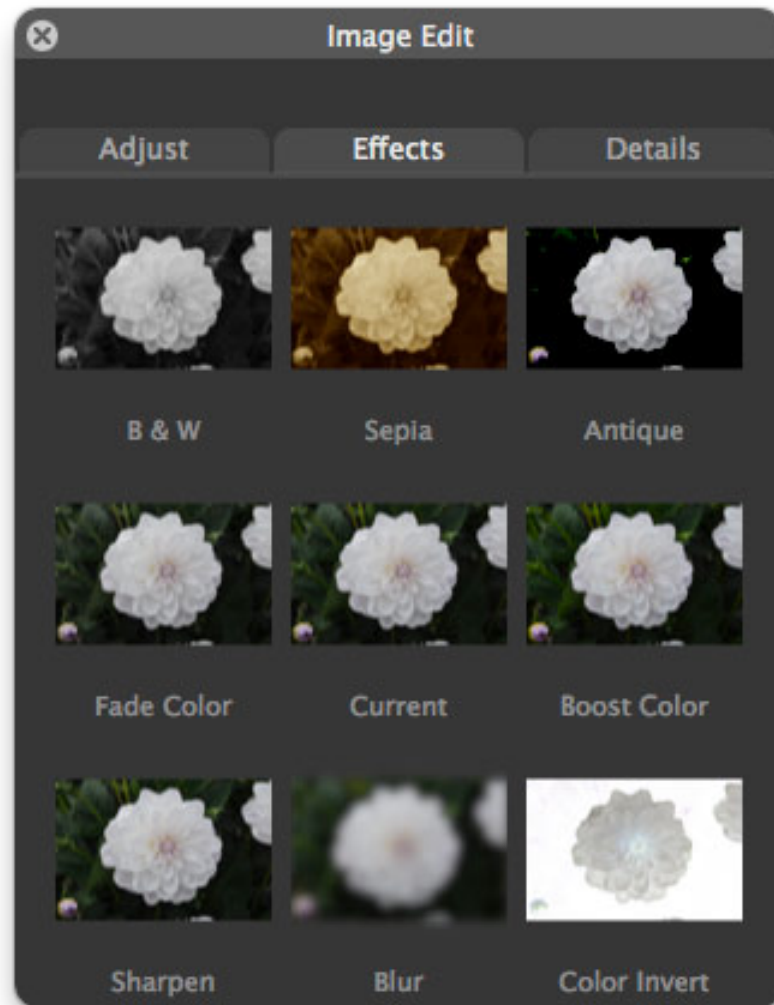 Image Edit
Adjust Effects Details
B & W Sepia Antique
Fade Color Current Boost Color
Sharpen Blur Color Invert